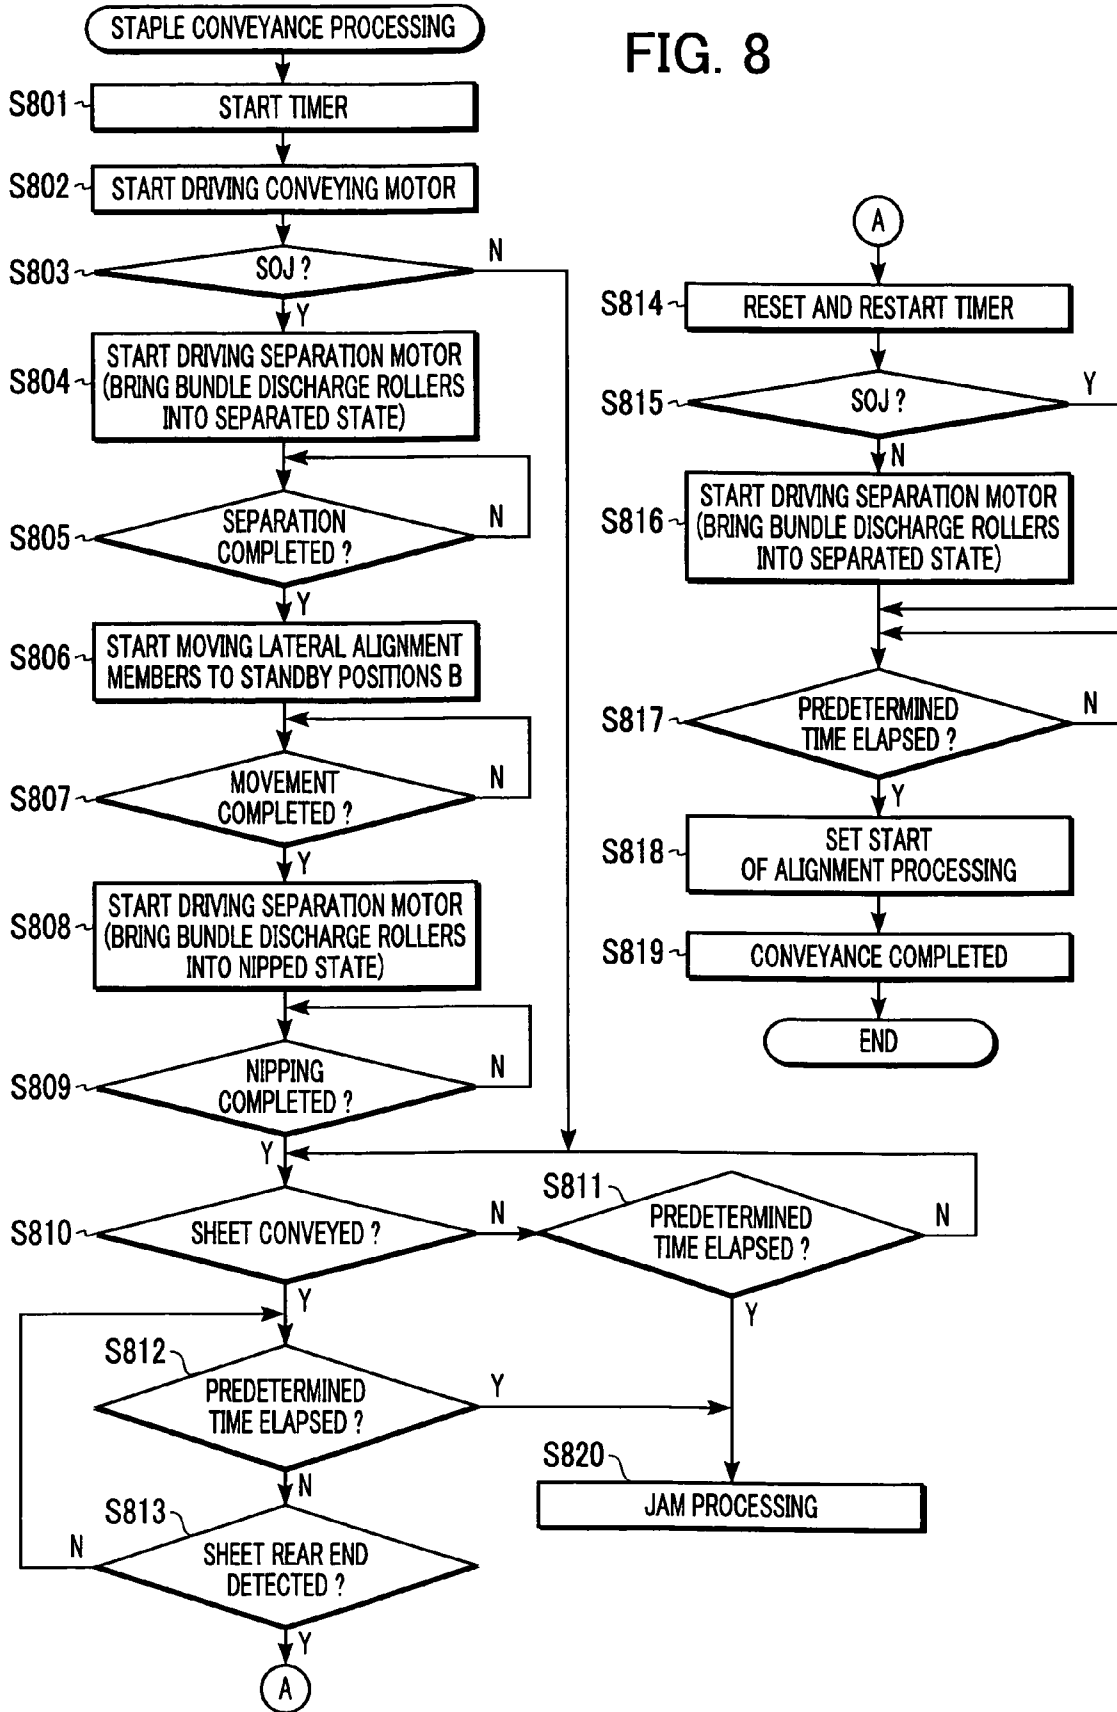 FIG. 8
STAPLE CONVEYANCE PROCESSING
S801
START TIMER
S802
START DRIVING CONVEYING MOTOR
S803
SOJ ?
N
Y
S804
START DRIVING SEPARATION MOTOR
(BRING BUNDLE DISCHARGE ROLLERS
INTO SEPARATED STATE)
S805
SEPARATION
COMPLETED ?
N
Y
S806
START MOVING LATERAL ALIGNMENT
MEMBERS TO STANDBY POSITIONS B
S807
MOVEMENT
COMPLETED ?
N
Y
S808
START DRIVING SEPARATION MOTOR
(BRING BUNDLE DISCHARGE ROLLERS
INTO NIPPED STATE)
S809
NIPPING
COMPLETED ?
N
Y
S810
SHEET CONVEYED ?
N
Y
S811
PREDETERMINED
TIME ELAPSED ?
N
Y
S812
PREDETERMINED
TIME ELAPSED ?
Y
N
S813
SHEET REAR END
DETECTED ?
N
Y
A
S820
JAM PROCESSING
A
S814
RESET AND RESTART TIMER
S815
SOJ ?
Y
N
S816
START DRIVING SEPARATION MOTOR
(BRING BUNDLE DISCHARGE ROLLERS
INTO SEPARATED STATE)
S817
PREDETERMINED
TIME ELAPSED ?
N
Y
S818
SET START
OF ALIGNMENT PROCESSING
S819
CONVEYANCE COMPLETED
END